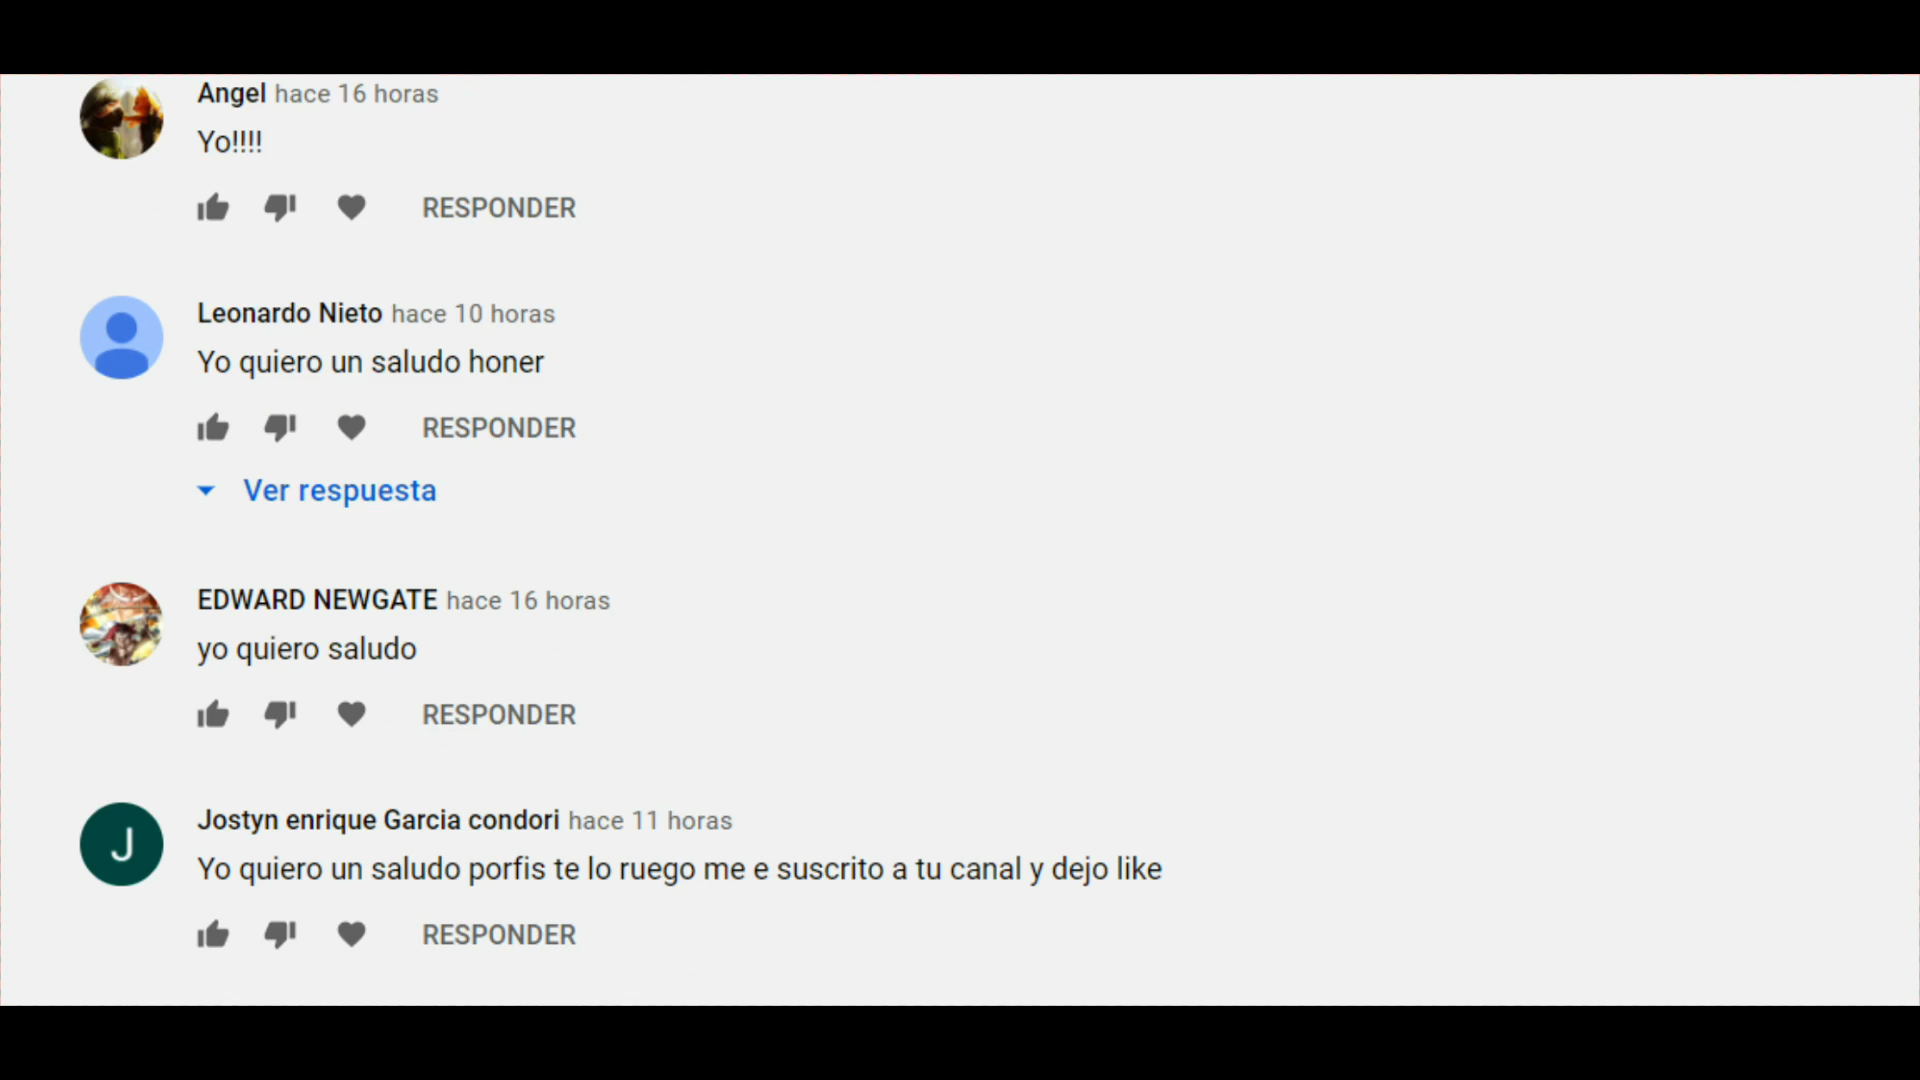 Angel hace 16 horas
Yo!!!!
RESPONDER
Leonardo Nieto hace 10 horas
Yo quiero un saludo honer
RESPONDER
Ver respuesta
EDWARD NEWGATE hace 16 horas
yo quiero saludo
RESPONDER
J
Jostyn enrique Garcia condori hace 11 horas
Yo quiero un saludo porfis te lo ruego me e suscrito a tu canal y dejo like
RESPONDER